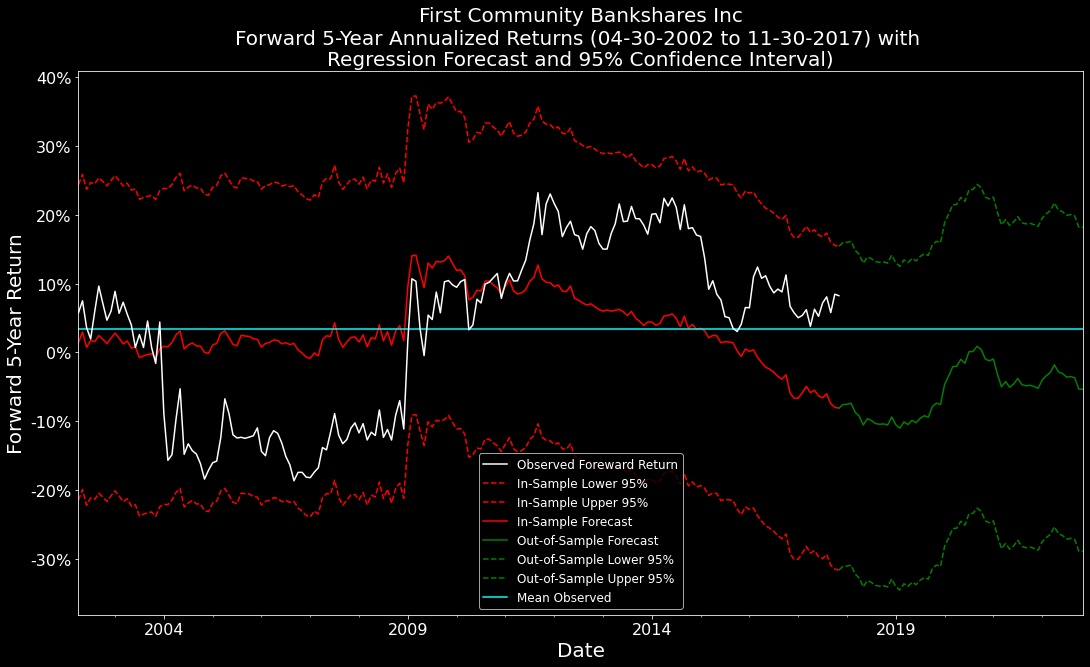 First Community Bankshares Inc
Forward 5-Year Annualized Returns (04-30-2002 to 11-30-2017) with
Regression Forecast and 95% Confidence Interval)
40%
30%
20%
10%
0%
-10%
-20%
-30%
Forward 5-Year Return
Observed Foreward Return
In-Sample Lower 95%
In-Sample Upper 95%
In-Sample Forecast
Out-of-Sample Forecast
Out-of-Sample Lower 95%
Out-of-Sample Upper 95%
Mean Observed
2004
2009
2014
2019
Date